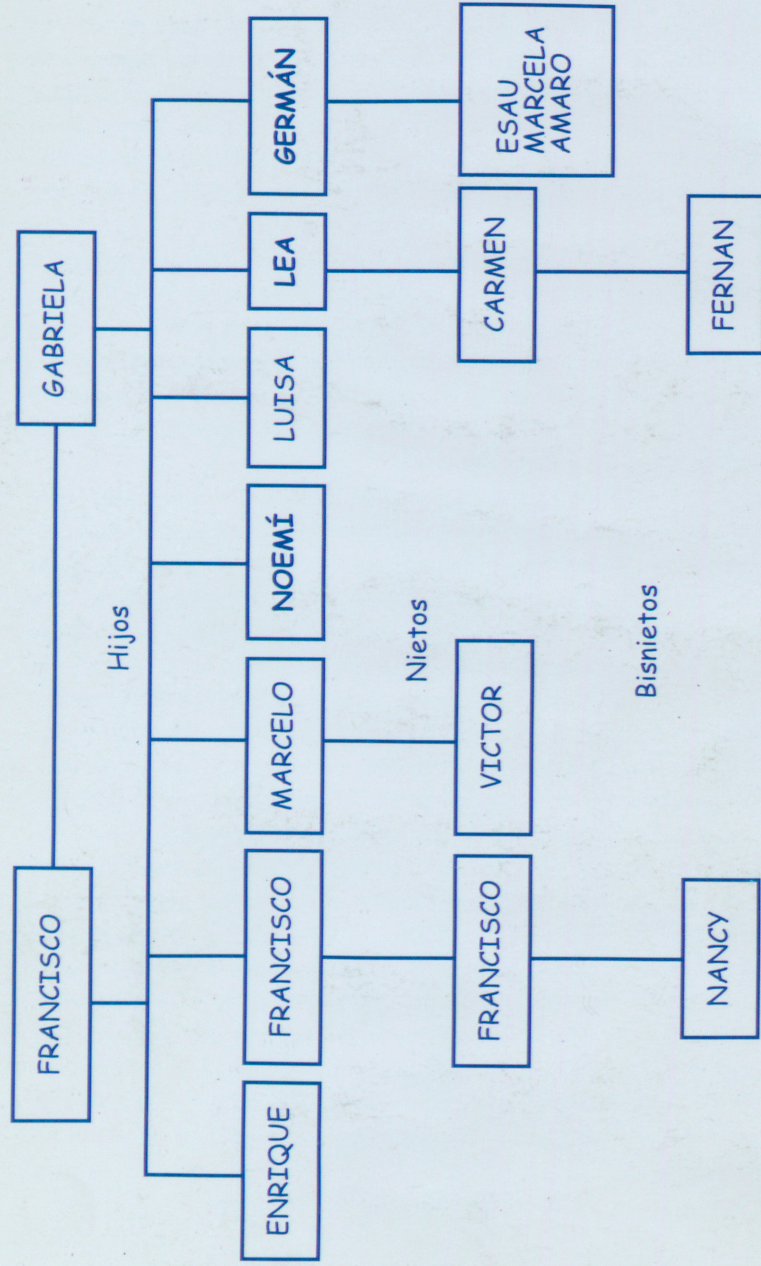 FRANCISCO
GABRIELA
Hijos
ENRIQUE
FRANCISCO
MARCELO
NOEMÍ
LUISA
LEA
GERMÁN
Nietos
FRANCISCO
VICTOR
CARMEN
ESAU
MARCELA
AMARO
Bisnietos
NANCY
FERNAN